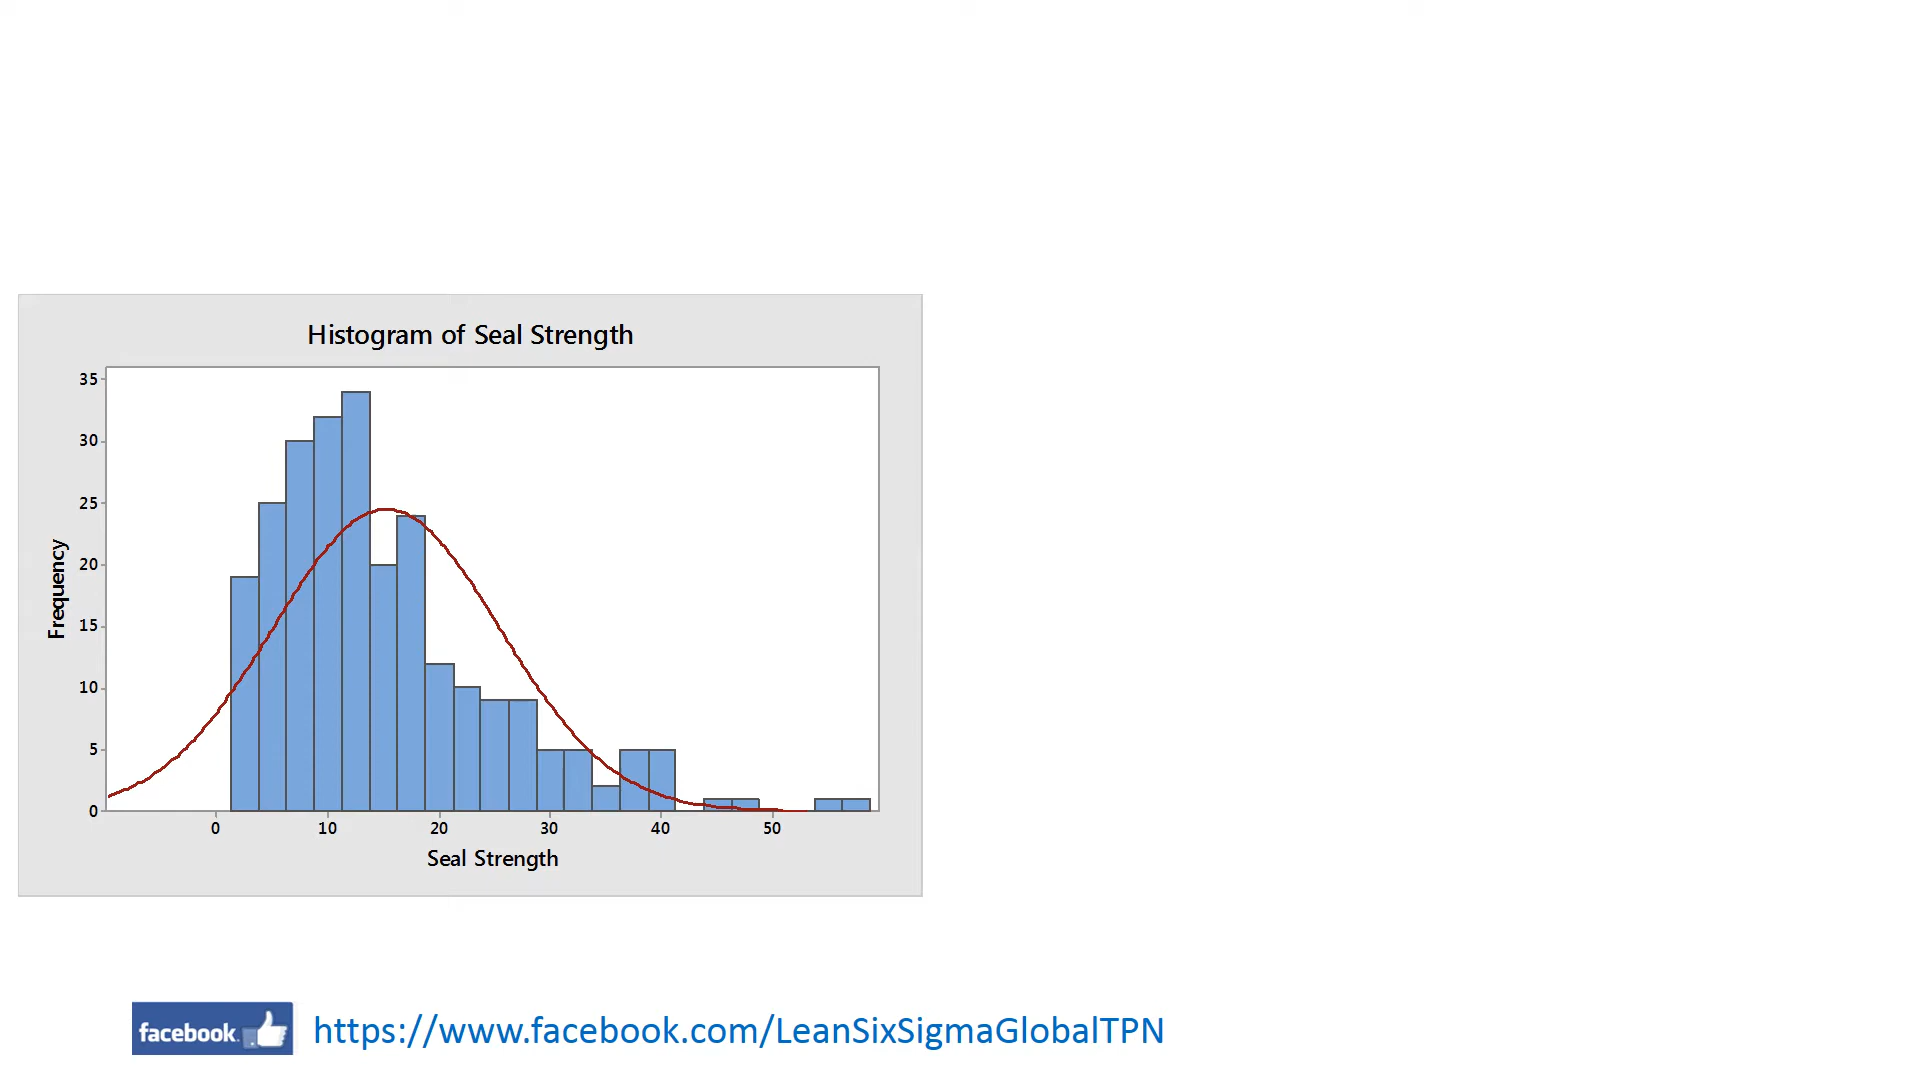 Histogram of Seal Strength
35
30
25
20
15
10
5
0
Frequency
0 10 20 30 40 50
Seal Strength
facebook.
https://www.facebook.com/LeanSixSigmaGlobalTPN